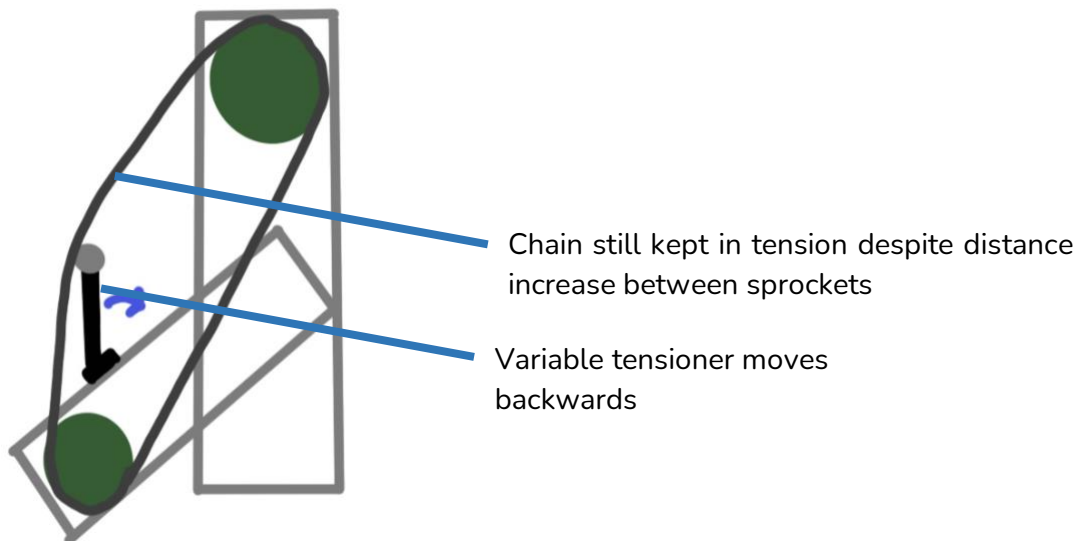 Chain still kept in tension despite distance
increase between sprockets
Variable tensioner moves
backwards